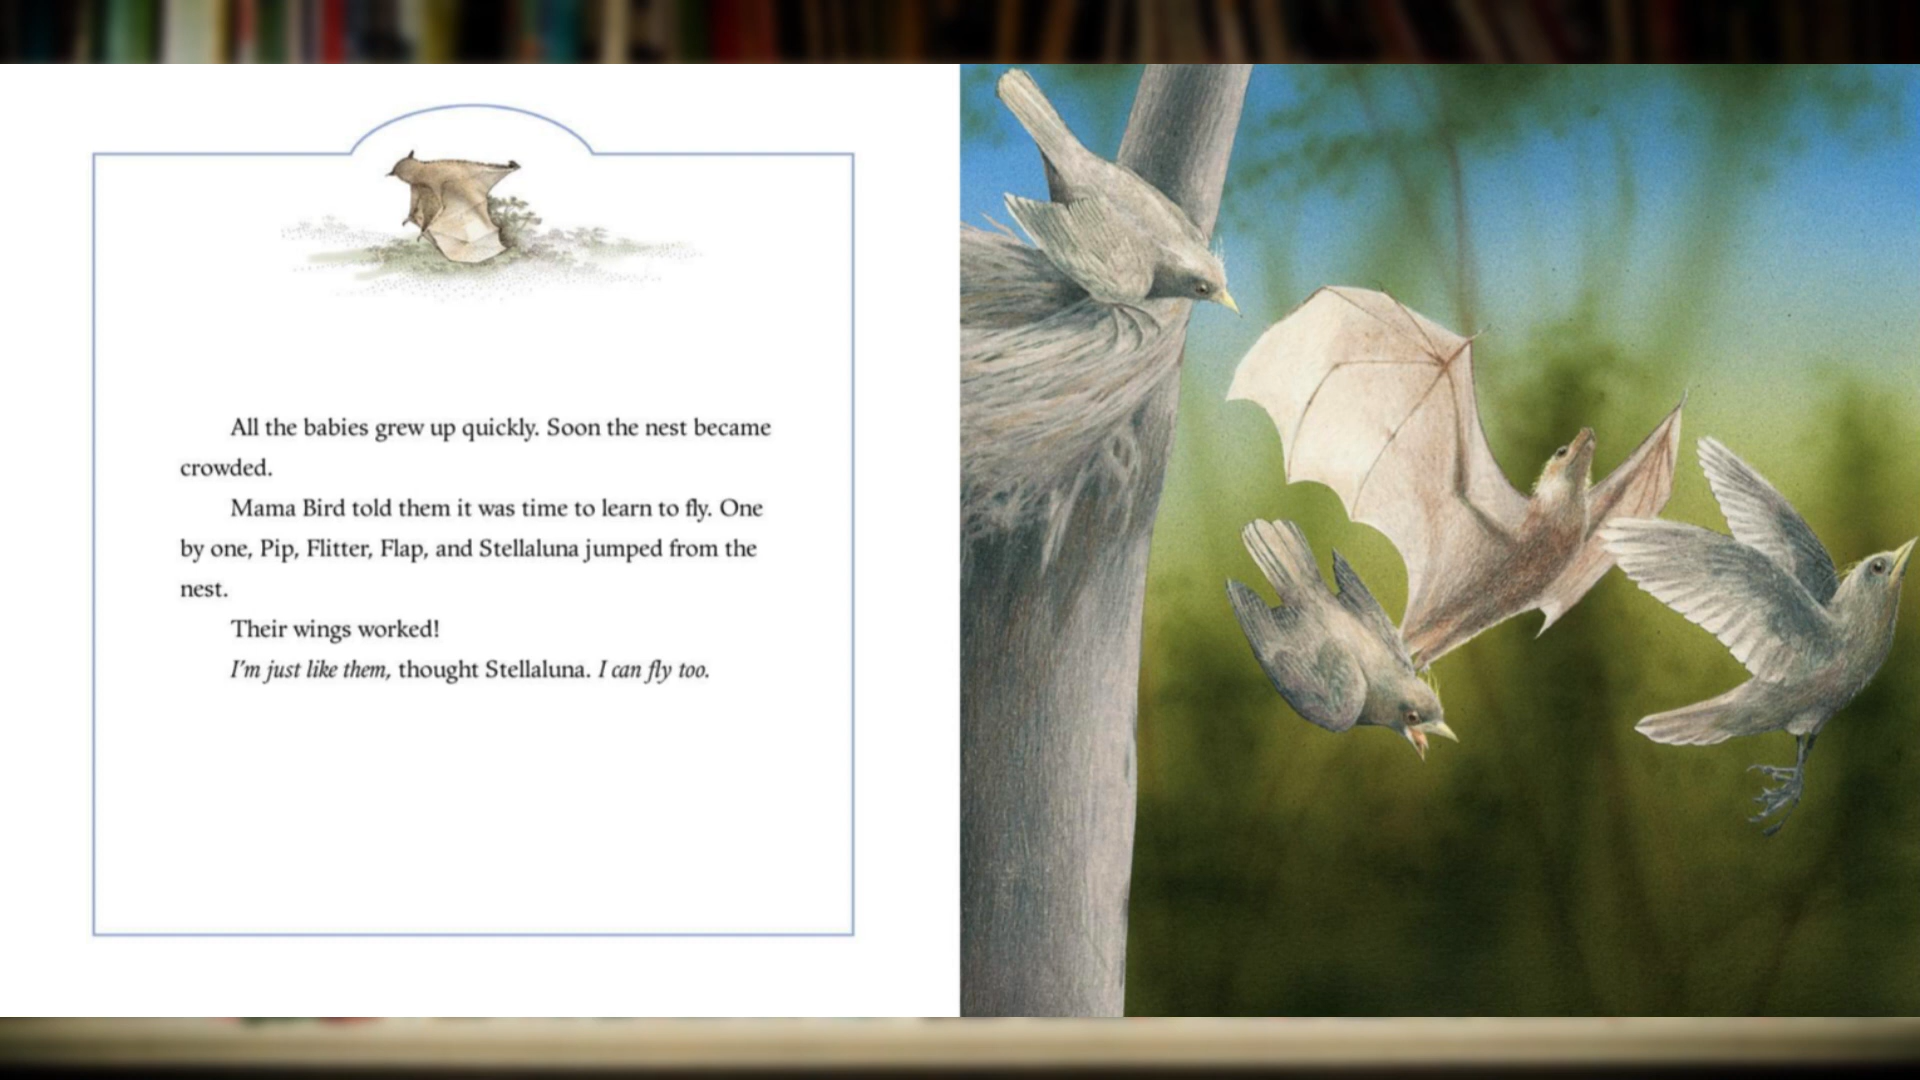 All the babies grew up quickly. Soon the nest became
crowded.
Mama Bird told them it was time to learn to fly. One
by one, Pip, Flitter, Flap, and Stellaluna jumped from the
nest.
Their wings worked!
I'm just like them, thought Stellaluna. I can fly too.